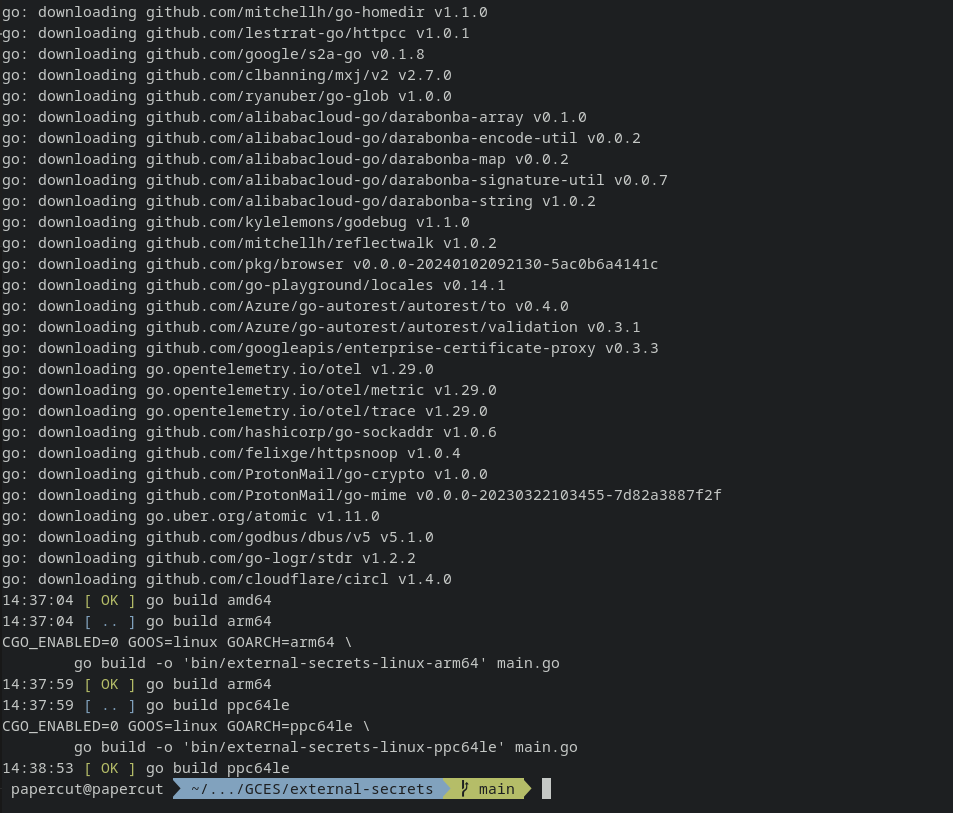 go: downloading github.com/mitchellh/go-homedir v1.1.0
go: downloading github.com/lestrrat-go/httpcc v1.0.1
go: downloading github.com/google/s2a-go v0.1.8
go: downloading github.com/clbanning/mxj/v2 v2.7.0
go: downloading github.com/ryanuber/go-glob v1.0.0
go: downloading github.com/alibabacloud-go/darabonba-array v0.1.0
go: downloading github.com/alibabacloud-go/darabonba-encode-util v0.0.2
go: downloading github.com/alibabacloud-go/darabonba-map v0.0.2
go: downloading github.com/alibabacloud-go/darabonba-signature-util v0.0.7
go: downloading github.com/alibabacloud-go/darabonba-string v1.0.2
go: downloading github.com/kylelemons/godebug v1.1.0
go: downloading github.com/mitchellh/reflectwalk v1.0.2
go: downloading github.com/pkg/browser v0.0.0-20240102092130-5ac0b6a4141c
go: downloading github.com/go-playground/locales v0.14.1
go: downloading github.com/Azure/go-autorest/autorest/to v0.4.0
go: downloading github.com/Azure/go-autorest/autorest/validation v0.3.1
go: downloading github.com/googleapis/enterprise-certificate-proxy v0.3.3
go: downloading go.opentelemetry.io/otel v1.29.0
go: downloading go.opentelemetry.io/otel/metric v1.29.0
go: downloading go.opentelemetry.io/otel/trace v1.29.0
go: downloading github.com/hashicorp/go-sockaddr v1.0.6
go: downloading github.com/felixge/httpsnoop v1.0.4
go: downloading github.com/ProtonMail/go-crypto v1.0.0
go: downloading github.com/ProtonMail/go-mime v0.0.0-20230322103455-7d82a3887f2f
go: downloading go.uber.org/atomic v1.11.0
go: downloading github.com/godbus/dbus/v5 v5.1.0
go: downloading github.com/go-logr/stdr v1.2.2
go: downloading github.com/cloudflare/circl v1.4.0
14:37:04 [ OK ] go build amd64
14:37:04 [ .. ] go build arm64
CGO_ENABLED=0 GOOS=linux GOARCH=arm64 \
        go build -o 'bin/external-secrets-linux-arm64' main.go
14:37:59 [ OK ] go build arm64
14:37:59 [ .. ] go build ppc64le
CGO_ENABLED=0 GOOS=linux GOARCH=ppc64le \
        go build -o 'bin/external-secrets-linux-ppc64le' main.go
14:38:53 [ OK ] go build ppc64le
papercut@papercut ~/.../GCES/external-secrets main